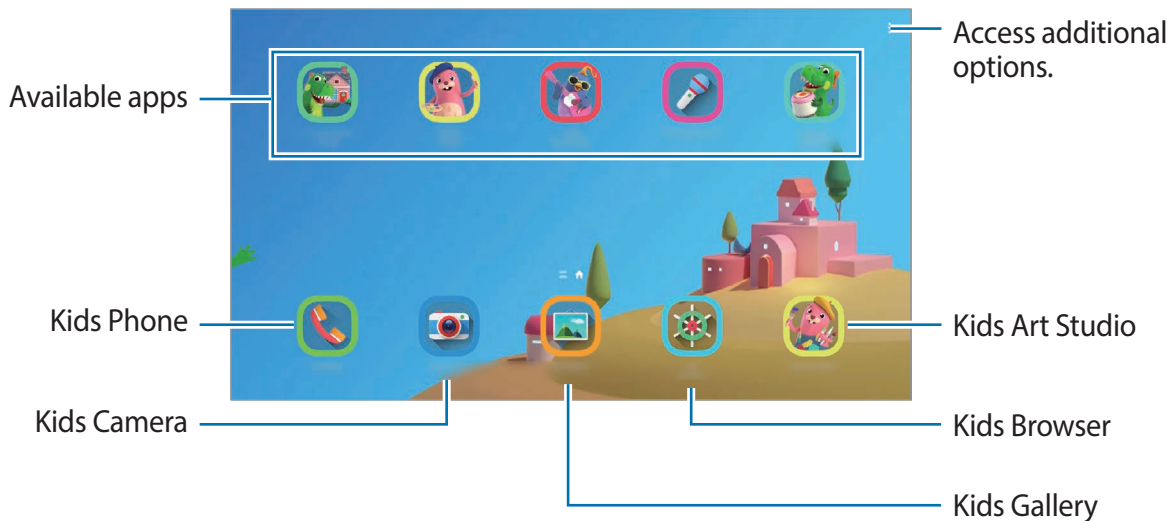 Access additional
options.
Available apps
Kids Phone
Kids Art Studio
Kids Camera
Kids Browser
Kids Gallery